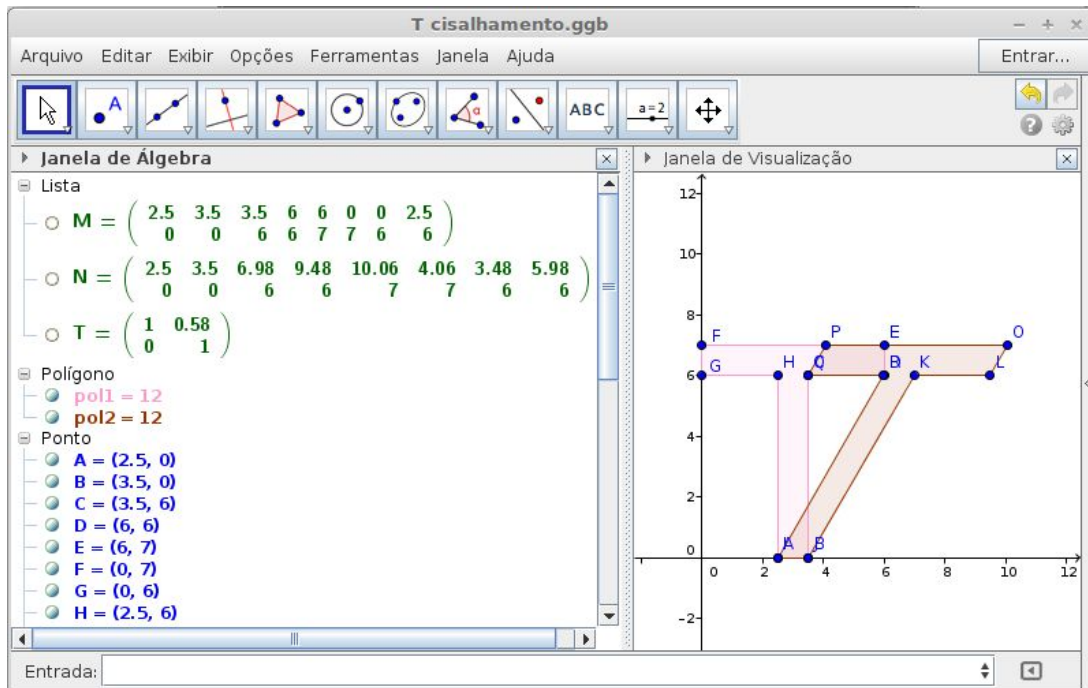 T cisalhamento.ggb
Arquivo Editar Exibir Opções Ferramentas Janela Ajuda
Entrar...
A
α
ABC
a=2
Janela de Álgebra
Lista
M = ( 2.5 3.5 3.5 6 6 0 0 2.5
0 0 6 6 7 7 6 6 )
N = ( 2.5 3.5 6.98 9.48 10.06 4.06 3.48 5.98
0 0 6 6 7 7 6 6 )
T = ( 1 0.58
0 1 )
Polígono
pol1 = 12
pol2 = 12
Ponto
A = (2.5, 0)
B = (3.5, 0)
C = (3.5, 6)
D = (6, 6)
E = (6, 7)
F = (0, 7)
G = (0, 6)
H = (2.5, 6)
Janela de Visualização
12
10
8
F P E O
G H K L
6
4
2
A B
0
0 2 4 6 8 10 12
-2
Entrada: